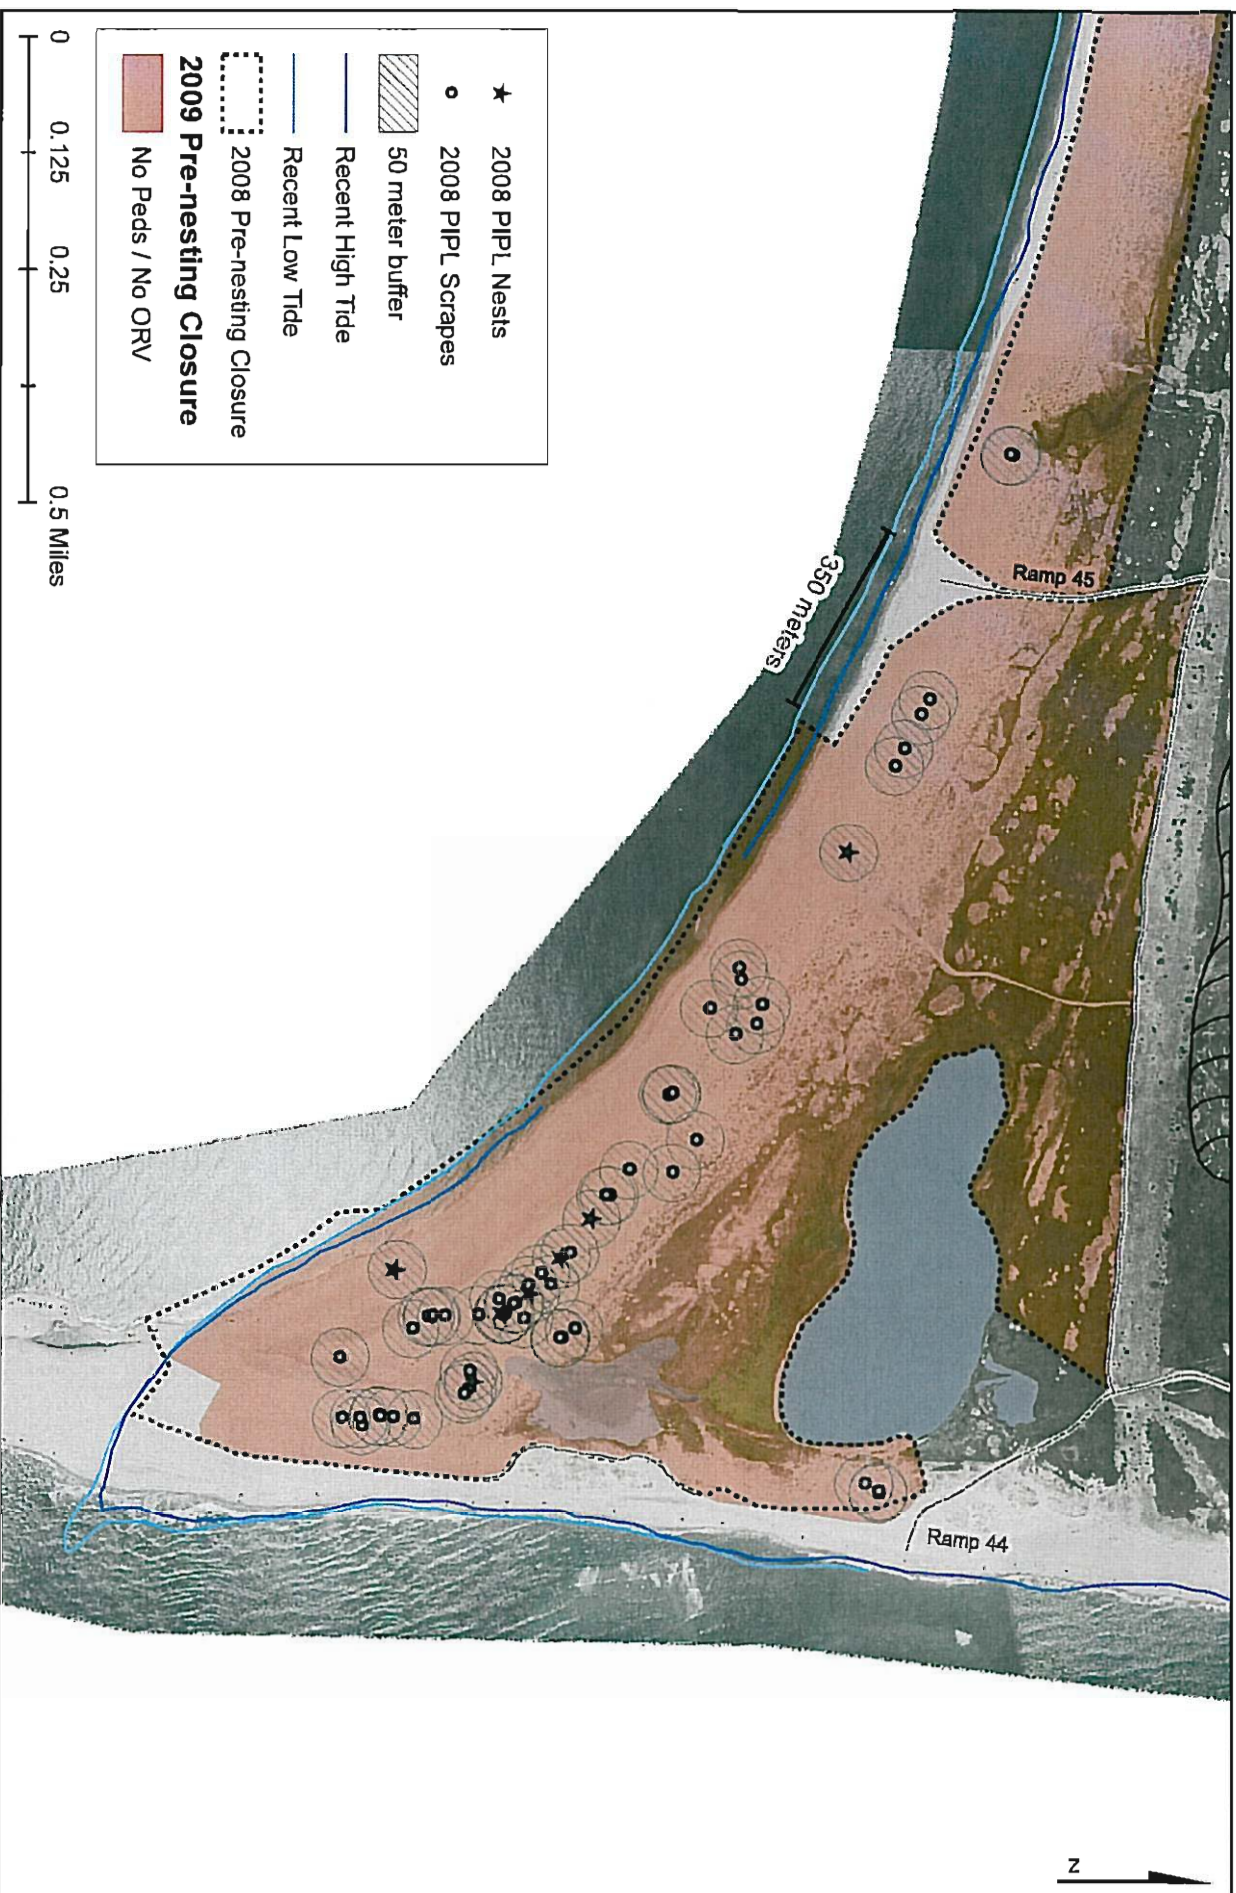 Ramp 45
350 meters
Ramp 44
2008 PIPL Nests
2008 PIPL Scrapes
50 meter buffer
Recent High Tide
Recent Low Tide
2008 Pre-nesting Closure
2009 Pre-nesting Closure
No Peds / No ORV
0 0.125 0.25 0.5 Miles
N